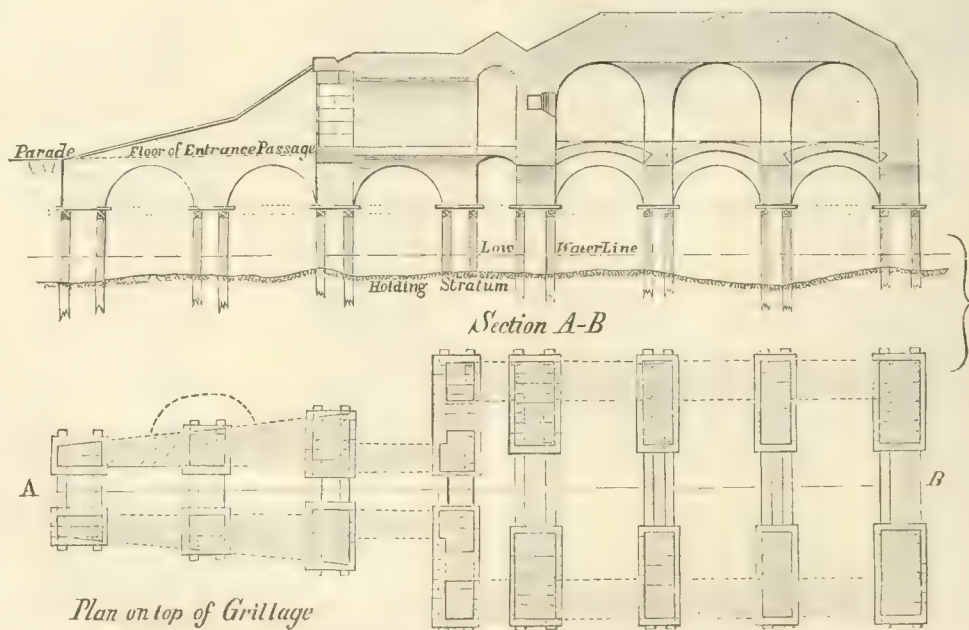 Parade
Floor of Entrance Passage
Low Water Line
Holding Stratum
Section A-B
A
B
Plan on top of Grillage